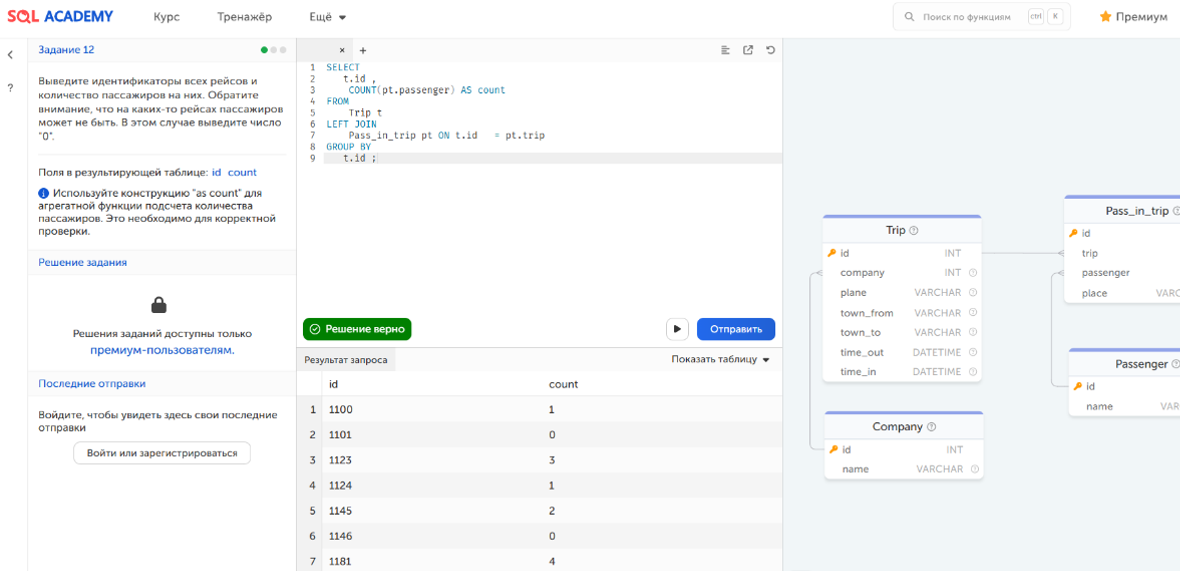 SQL ACADEMY
Курс
Тренажёр
Ещё
Поиск по функциям
ctrl
K
Премиум
Задание 12
?
Выведите идентификаторы всех рейсов и
количество пассажиров на них. Обратите
внимание, что на каких-то рейсах пассажиров
может не быть. В этом случае выведите число
"0".
Поля в результирующей таблице: id count
Используйте конструкцию "as count" для
агрегатной функции подсчета количества
пассажиров. Это необходимо для корректной
проверки.
Решение задания
Решения заданий доступны только
премиум-пользователям.
Последние отправки
Войдите, чтобы увидеть здесь свои последние
отправки
Войти или зарегистрироваться
× +
1 SELECT
2 t.id ,
3 COUNT(pt.passenger) AS count
4 FROM
5 Trip t
6 LEFT JOIN
7 Pass_in_trip pt ON t.id = pt.trip
8 GROUP BY
9 t.id ;
Решение верно
Отправить
Результат запроса
Показать таблицу
id count
1 1100 1
2 1101 0
3 1123 3
4 1124 1
5 1145 2
6 1146 0
7 1181 4
Trip
id INT
company INT
plane VARCHAR
town_from VARCHAR
town_to VARCHAR
time_out DATETIME
time_in DATETIME
Company
id INT
name VARCHAR
Pass_in_trip
id
trip
passenger
place VARC
Passenger
id
name VAR